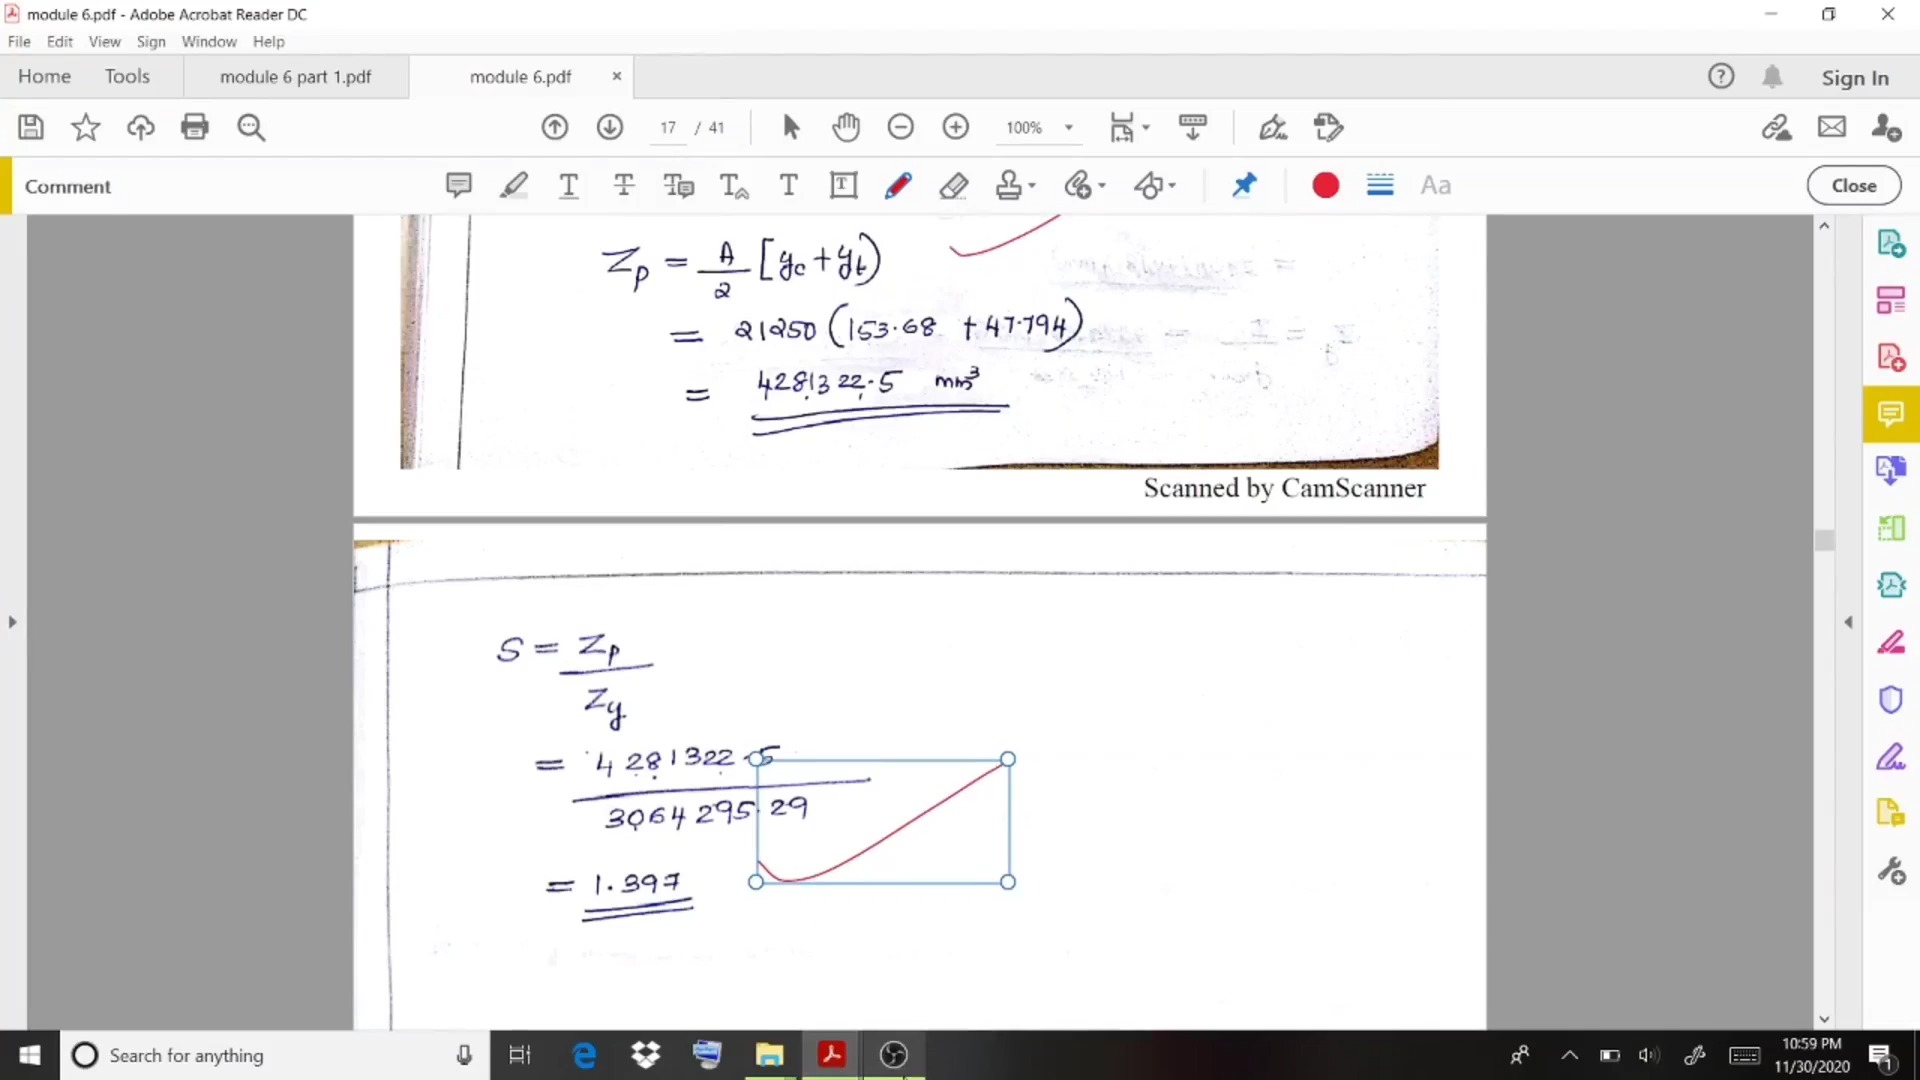 module 6.pdf - Adobe Acrobat Reader DC
File Edit View Sign Window Help
Home Tools module 6 part 1.pdf module 6.pdf × Sign In
17 / 41 100%
Comment Aa Close
Zp = A/2 [yc + yt)
= 21250 (153.68 + 47.794)
= 4281322.5 mm³
Scanned by CamScanner
S = Zp
Zy
= 4281322.5
3064295.29
= 1.397
Search for anything
10:59 PM
11/30/2020
1